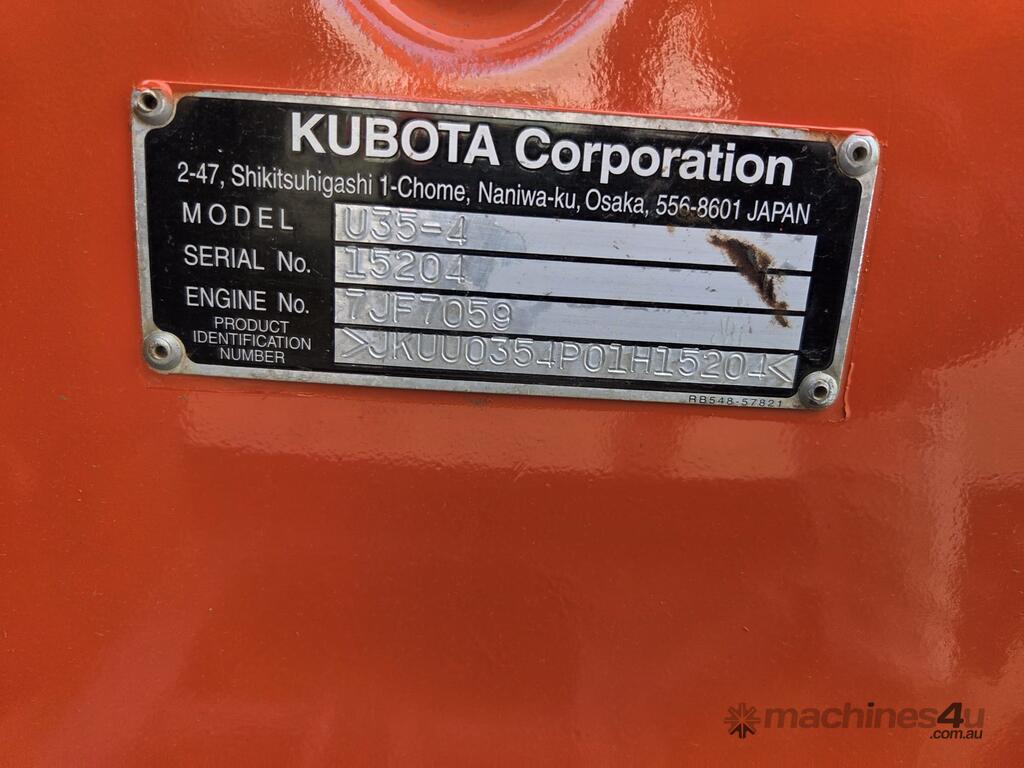 KUBOTA Corporation
2-47, Shikitsuhigashi 1-Chome, Naniwa-ku, Osaka, 556-8601 JAPAN
MODEL U35-4
SERIAL No. 15204
ENGINE No. 7JF7059
PRODUCT IDENTIFICATION NUMBER >JKUU0354P01H15204<
RB548-57821
machines4u
.com.au